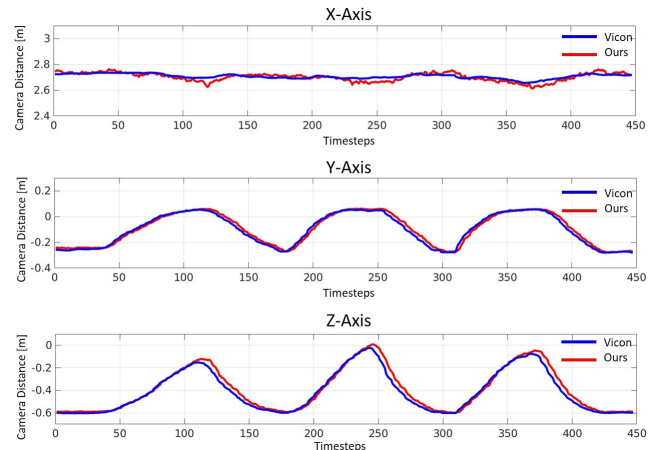 X-Axis
Camera Distance [m]
3
2.8
2.6
2.4
Vicon
Ours
0 50 100 150 200 250 300 350 400 450
Timesteps
Y-Axis
Camera Distance [m]
0.2
0
-0.2
-0.4
Vicon
Ours
0 50 100 150 200 250 300 350 400 450
Timesteps
Z-Axis
Camera Distance [m]
0
-0.2
-0.4
-0.6
Vicon
Ours
0 50 100 150 200 250 300 350 400 450
Timesteps